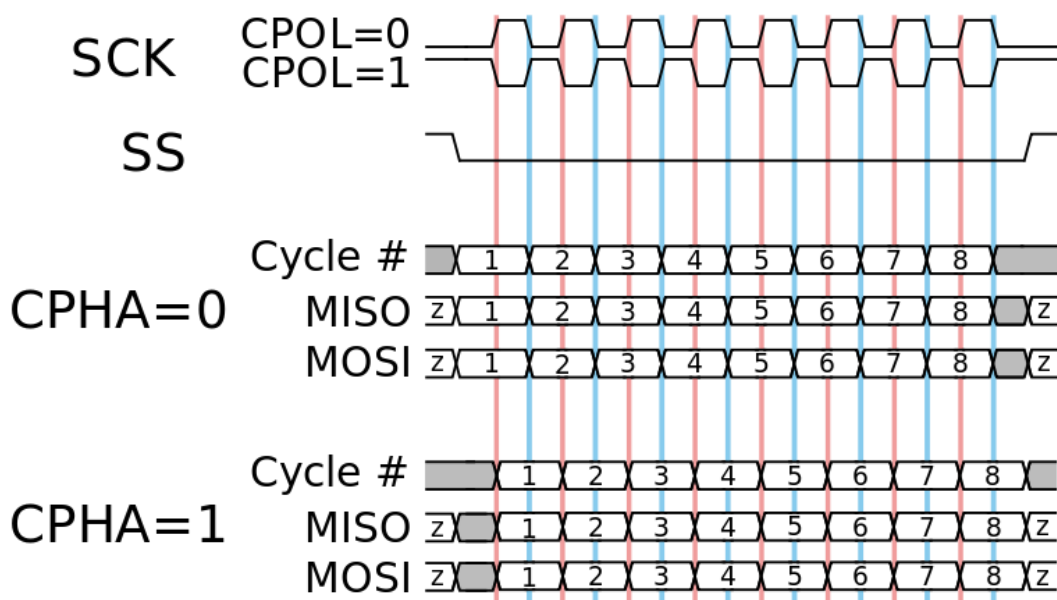 SCK CPOL=0
CPOL=1
SS
Cycle # 1 2 3 4 5 6 7 8
CPHA=0 MISO z 1 2 3 4 5 6 7 8 z
MOSI z 1 2 3 4 5 6 7 8 z
Cycle # 1 2 3 4 5 6 7 8
CPHA=1 MISO z 1 2 3 4 5 6 7 8 z
MOSI z 1 2 3 4 5 6 7 8 z